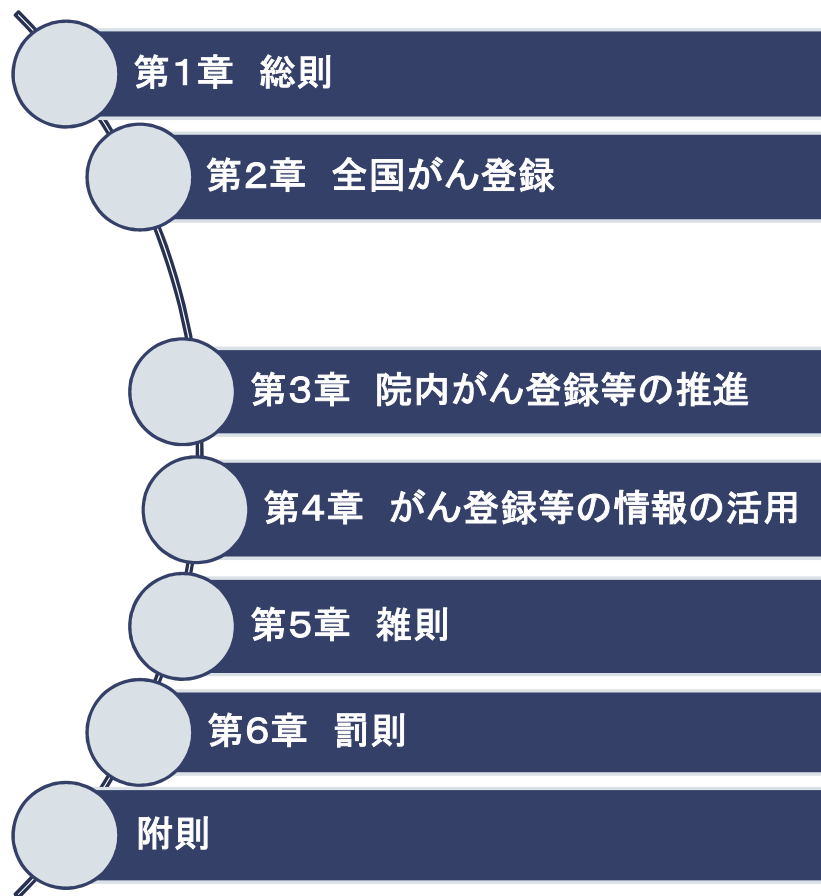 第1章　総則
第2章　全国がん登録
第3章　院内がん登録等の推進
第4章　がん登録等の情報の活用
第5章　雑則
第6章　罰則
附則